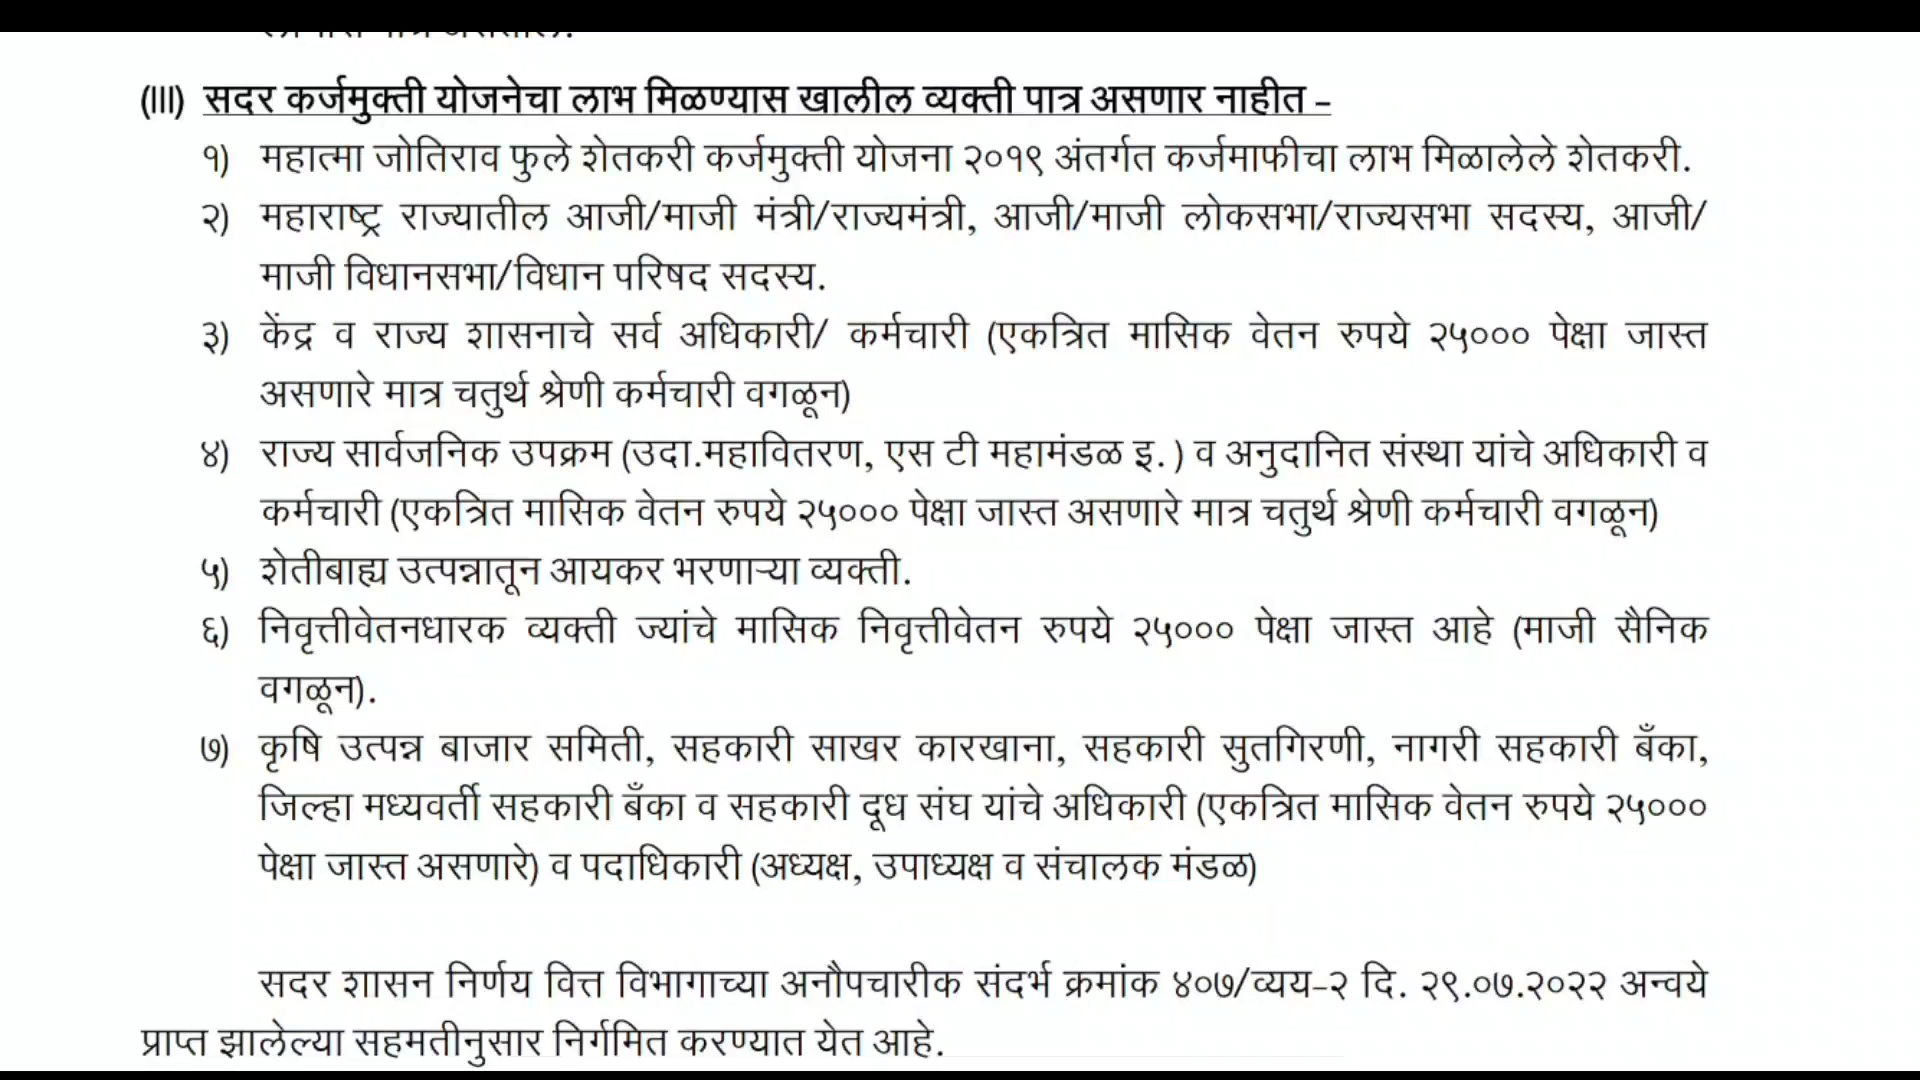 (III) सदर कर्जमुक्ती योजनेचा लाभ मिळण्यास खालील व्यक्ती पात्र असणार नाहीत –
१) महात्मा जोतिराव फुले शेतकरी कर्जमुक्ती योजना २०१९ अंतर्गत कर्जमाफीचा लाभ मिळालेले शेतकरी.
२) महाराष्ट्र राज्यातील आजी/माजी मंत्री/राज्यमंत्री, आजी/माजी लोकसभा/राज्यसभा सदस्य, आजी/
माजी विधानसभा/विधान परिषद सदस्य.
३) केंद्र व राज्य शासनाचे सर्व अधिकारी/ कर्मचारी (एकत्रित मासिक वेतन रुपये २५००० पेक्षा जास्त
असणारे मात्र चतुर्थ श्रेणी कर्मचारी वगळून)
४) राज्य सार्वजनिक उपक्रम (उदा.महावितरण, एस टी महामंडळ इ.) व अनुदानित संस्था यांचे अधिकारी व
कर्मचारी (एकत्रित मासिक वेतन रुपये २५००० पेक्षा जास्त असणारे मात्र चतुर्थ श्रेणी कर्मचारी वगळून)
५) शेतीबाह्य उत्पन्नातून आयकर भरणाऱ्या व्यक्ती.
६) निवृत्तीवेतनधारक व्यक्ती ज्यांचे मासिक निवृत्तीवेतन रुपये २५००० पेक्षा जास्त आहे (माजी सैनिक
वगळून).
७) कृषि उत्पन्न बाजार समिती, सहकारी साखर कारखाना, सहकारी सुतगिरणी, नागरी सहकारी बँका,
जिल्हा मध्यवर्ती सहकारी बँका व सहकारी दूध संघ यांचे अधिकारी (एकत्रित मासिक वेतन रुपये २५०००
पेक्षा जास्त असणारे) व पदाधिकारी (अध्यक्ष, उपाध्यक्ष व संचालक मंडळ)
सदर शासन निर्णय वित्त विभागाच्या अनौपचारीक संदर्भ क्रमांक ४०७/व्यय-२ दि. २९.०७.२०२२ अन्वये
प्राप्त झालेल्या सहमतीनुसार निर्गमित करण्यात येत आहे.